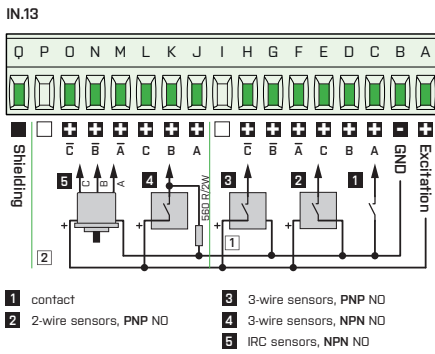 IN.13
Q P O N M L K J I H G F E D C B A
+ + + + + + + + + + + + - +
C̅ B̅ A̅ C B A C̅ B̅ A̅ C B A
Shielding
GND
Excitation
5 C B A 4 560 R/2W 3 2 1
+ + + +
2 1
1 contact
2 2-wire sensors, PNP NO
3 3-wire sensors, PNP NO
4 3-wire sensors, NPN NO
5 IRC sensors, NPN NO